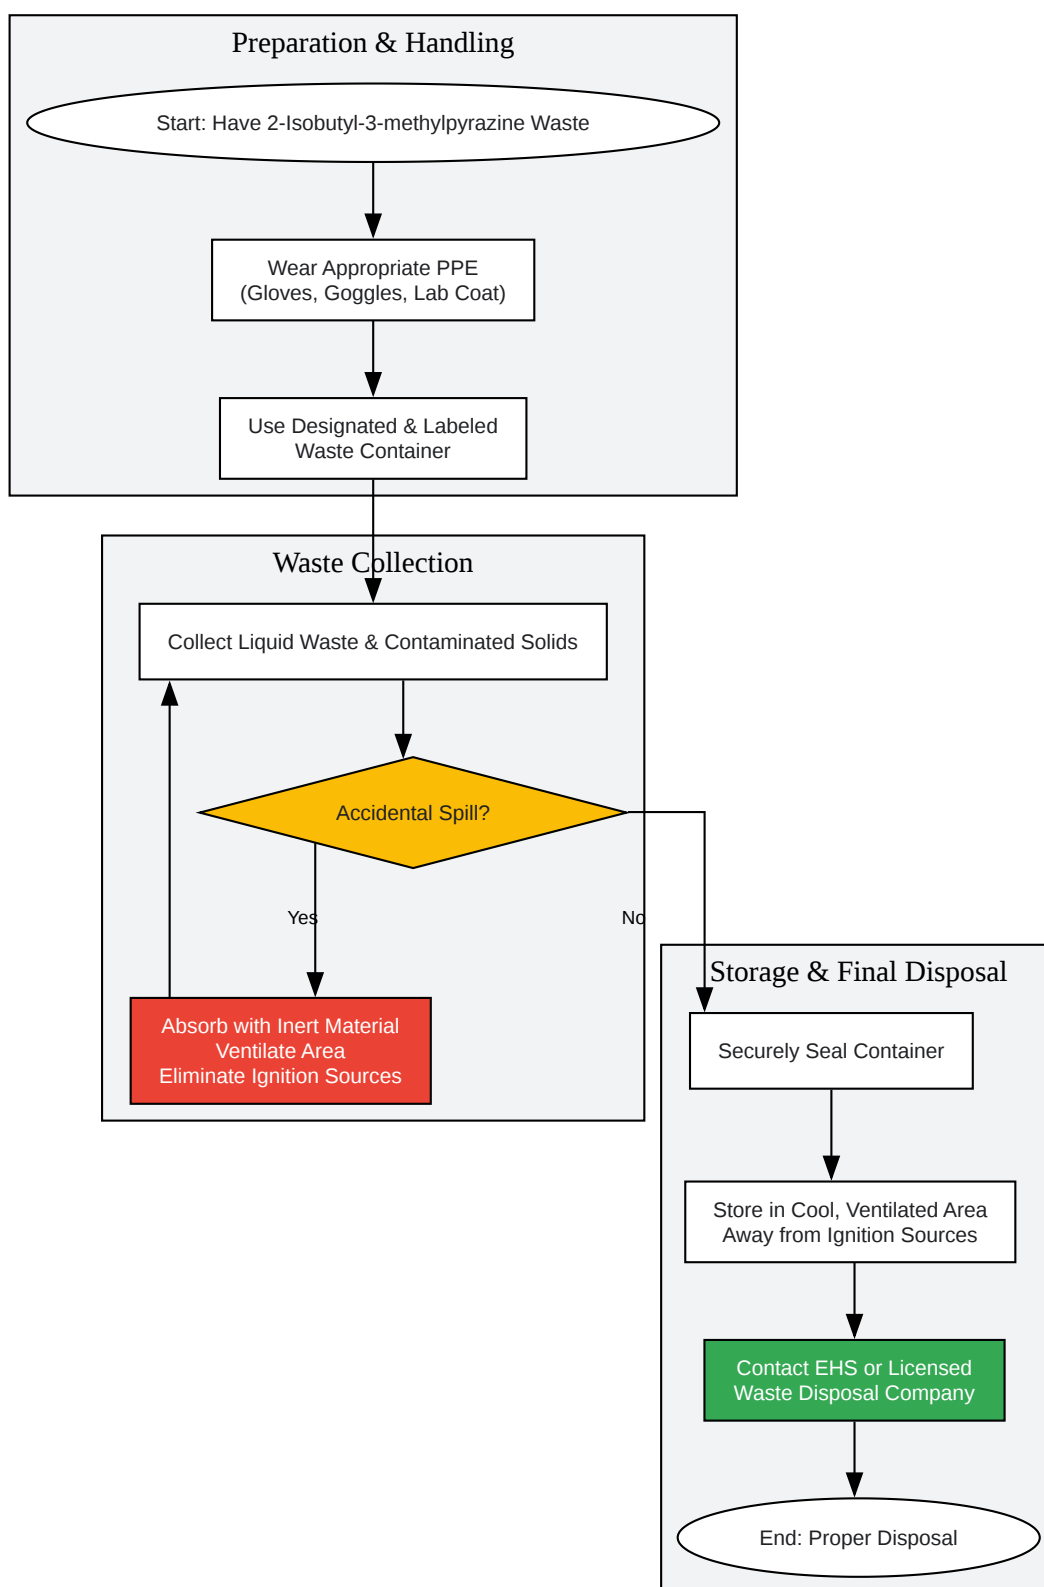 Preparation & Handling
Start: Have 2-Isobutyl-3-methylpyrazine Waste
Wear Appropriate PPE
(Gloves, Goggles, Lab Coat)
Use Designated & Labeled
Waste Container
Waste Collection
Collect Liquid Waste & Contaminated Solids
Accidental Spill?
Yes
No
Absorb with Inert Material
Ventilate Area
Eliminate Ignition Sources
Storage & Final Disposal
Securely Seal Container
Store in Cool, Ventilated Area
Away from Ignition Sources
Contact EHS or Licensed
Waste Disposal Company
End: Proper Disposal